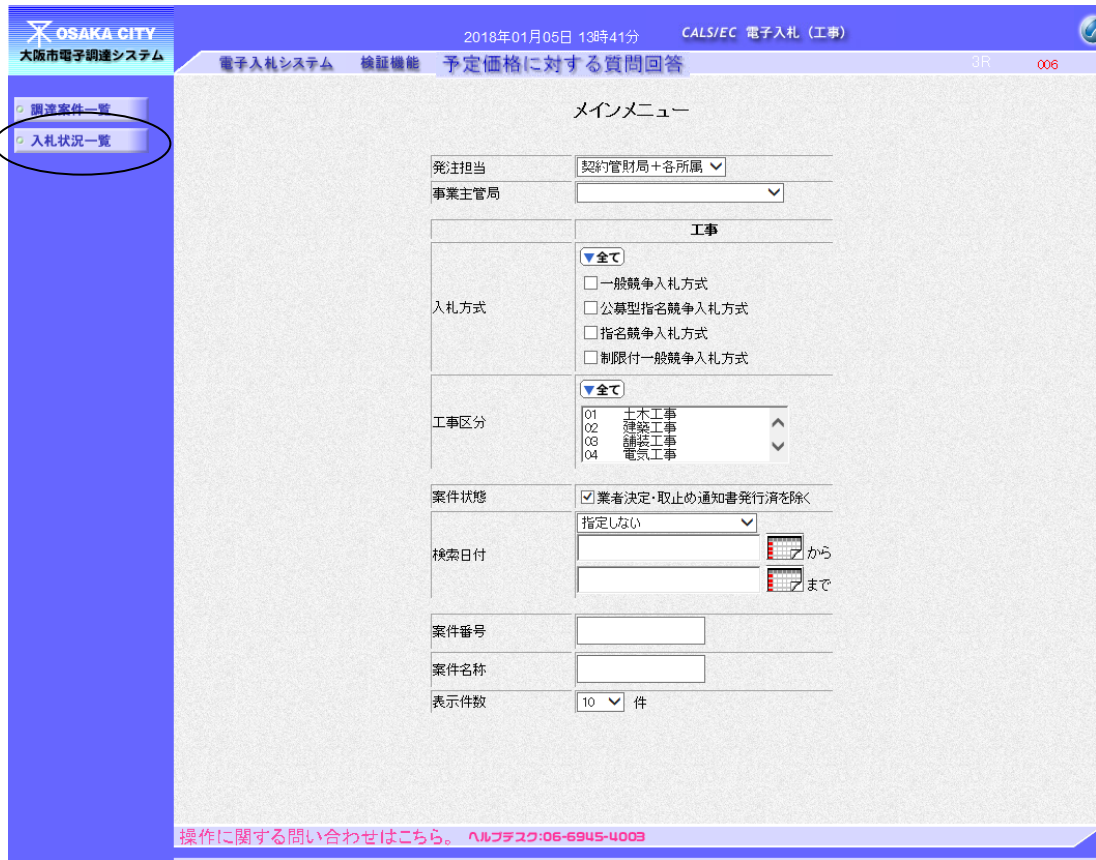 OSAKA CITY
大阪市電子調達システム
2018年01月05日 13時41分 CALS/EC 電子入札（工事）
電子入札システム 検証機能 予定価格に対する質問回答 3R 006
調達案件一覧
入札状況一覧
メインメニュー
発注担当 契約管財局＋各所属
事業主管局
工事
▼全て
入札方式
一般競争入札方式
公募型指名競争入札方式
指名競争入札方式
制限付一般競争入札方式
▼全て
工事区分
01 土木工事
02 建築工事
03 舗装工事
04 電気工事
案件状態 業者決定・取止め通知書発行済を除く
指定しない
検索日付
から
まで
案件番号
案件名称
表示件数 10 件
操作に関する問い合わせはこちら。 ヘルプデスク:06-6945-4003